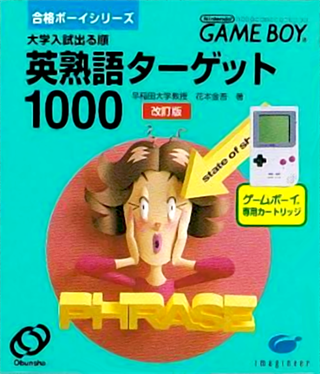 合格ボーイシリーズ
Nintendo
GAME BOY®
大学入試出る順
英熟語ターゲット
1000
早稲田大学教授 花本金吾 著
改訂版
state of sh
ゲームボーイ®
専用カートリッジ
PHRASE
Obunsha
imagineer